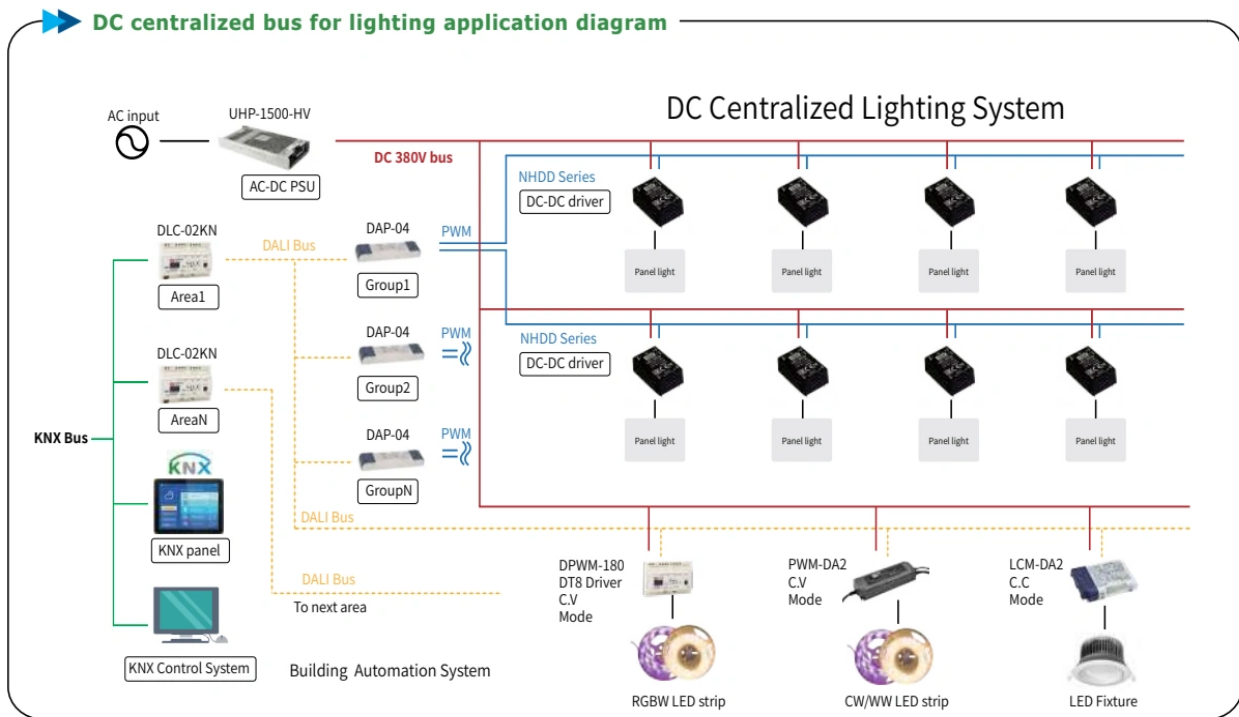 DC centralized bus for lighting application diagram
DC Centralized Lighting System
AC input
UHP-1500-HV
AC-DC PSU
DC 380V bus
NHDD Series
DC-DC driver
Panel light
Panel light
Panel light
Panel light
DLC-02KN
Area1
DALI Bus
DAP-04
Group1
PWM
NHDD Series
DC-DC driver
Panel light
Panel light
Panel light
Panel light
DAP-04
Group2
PWM
DLC-02KN
AreaN
DAP-04
GroupN
PWM
KNX Bus
KNX
KNX panel
DALI Bus
DALI Bus
To next area
KNX Control System
Building Automation System
DPWM-180
DT8 Driver
C.V
Mode
RGBW LED strip
PWM-DA2
C.V
Mode
CW/WW LED strip
LCM-DA2
C.C
Mode
LED Fixture